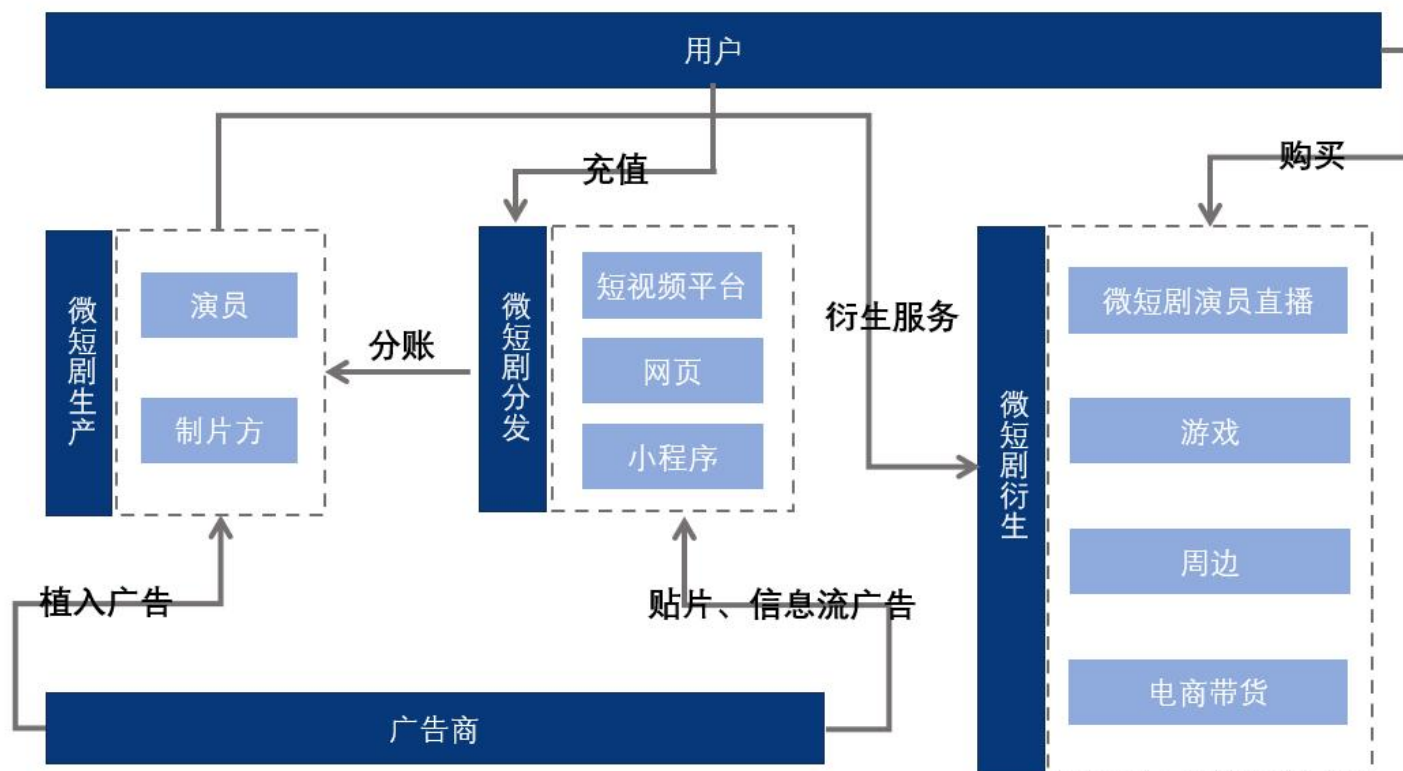 用户
充值
购买
微短剧生产
演员
制片方
分账
微短剧分发
短视频平台
网页
小程序
衍生服务
微短剧衍生
微短剧演员直播
游戏
周边
电商带货
植入广告
贴片、信息流广告
广告商